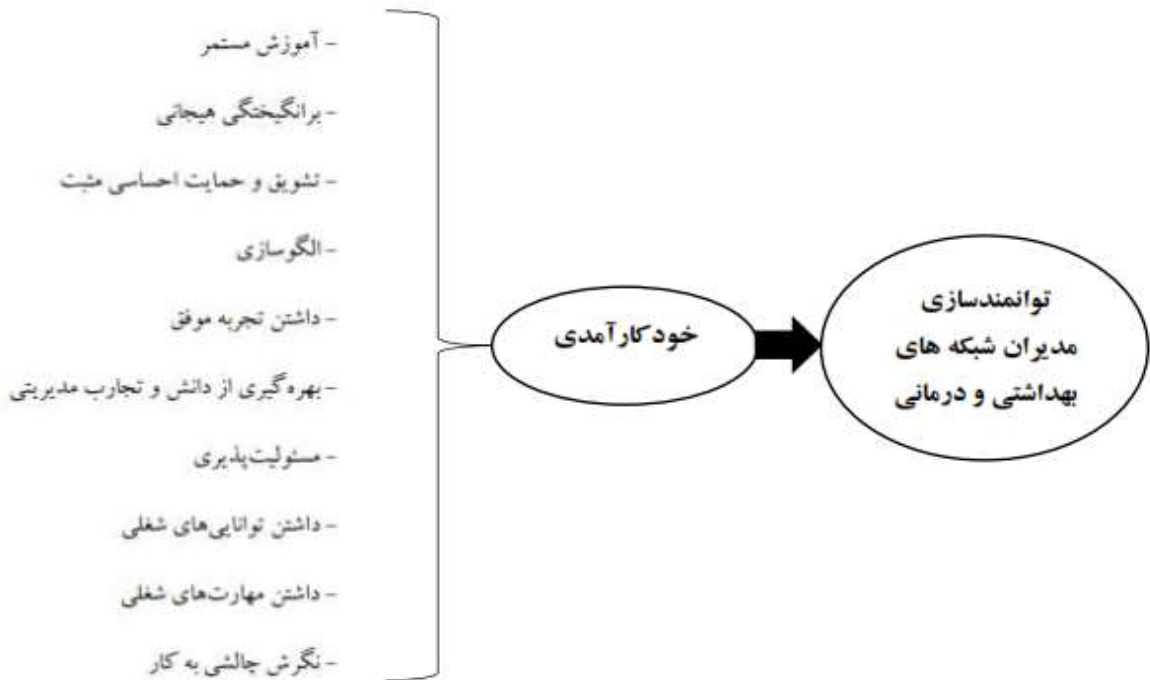 - آموزش مستمر
- برانگیختگی هیجانی
- تشویق و حمایت احساسی مثبت
- الگوسازی
- داشتن تجربه موفق
- بهره‌گیری از دانش و تجارب مدیریتی
- مسئولیت‌پذیری
- داشتن توانایی‌های شغلی
- داشتن مهارت‌های شغلی
- نگرش چالشی به کار
خودکارآمدی
توانمندسازی
مدیران شبکه های
بهداشتی و درمانی